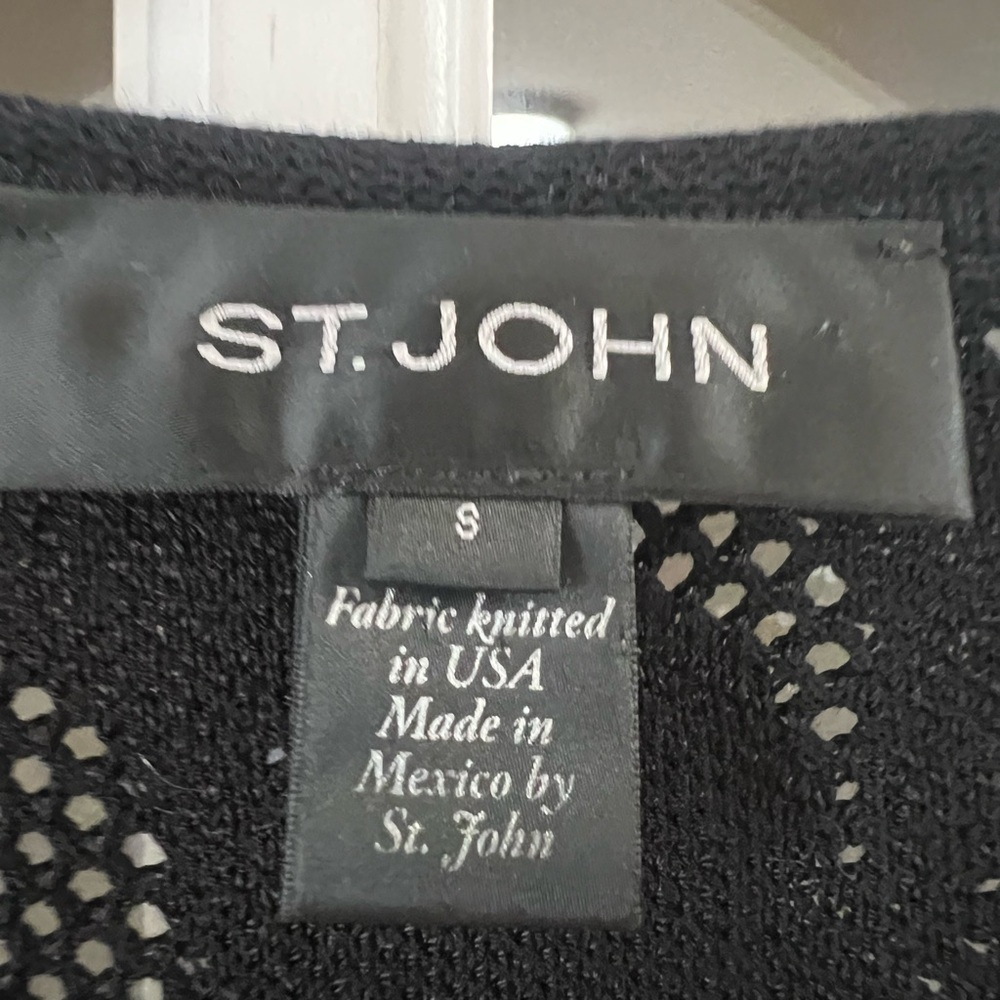 ST. JOHN
S
Fabric knitted
in USA
Made in
Mexico by
St. John